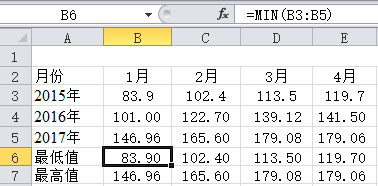 B6 fx =MIN(B3:B5)
A B C D E
1
2 月份 1月 2月 3月 4月
3 2015年 83.9 102.4 113.5 119.7
4 2016年 101.00 122.70 139.12 141.50
5 2017年 146.96 165.60 179.08 179.06
6 最低值 83.90 102.40 113.50 119.70
7 最高值 146.96 165.60 179.08 179.06